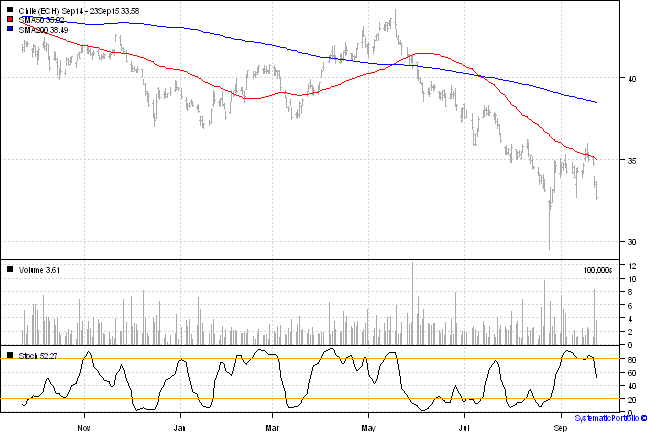 Chile (ECH) Sep14 - 23Sep15 33.58
SMA50 35.02
SMA200 38.49
40
35
30
Volume 3.61
100,000s
12
10
8
6
4
2
0
Stoch 52.27
80
60
40
20
0
Nov Jan Mar May Jul Sep
SystematicPortfolio ©